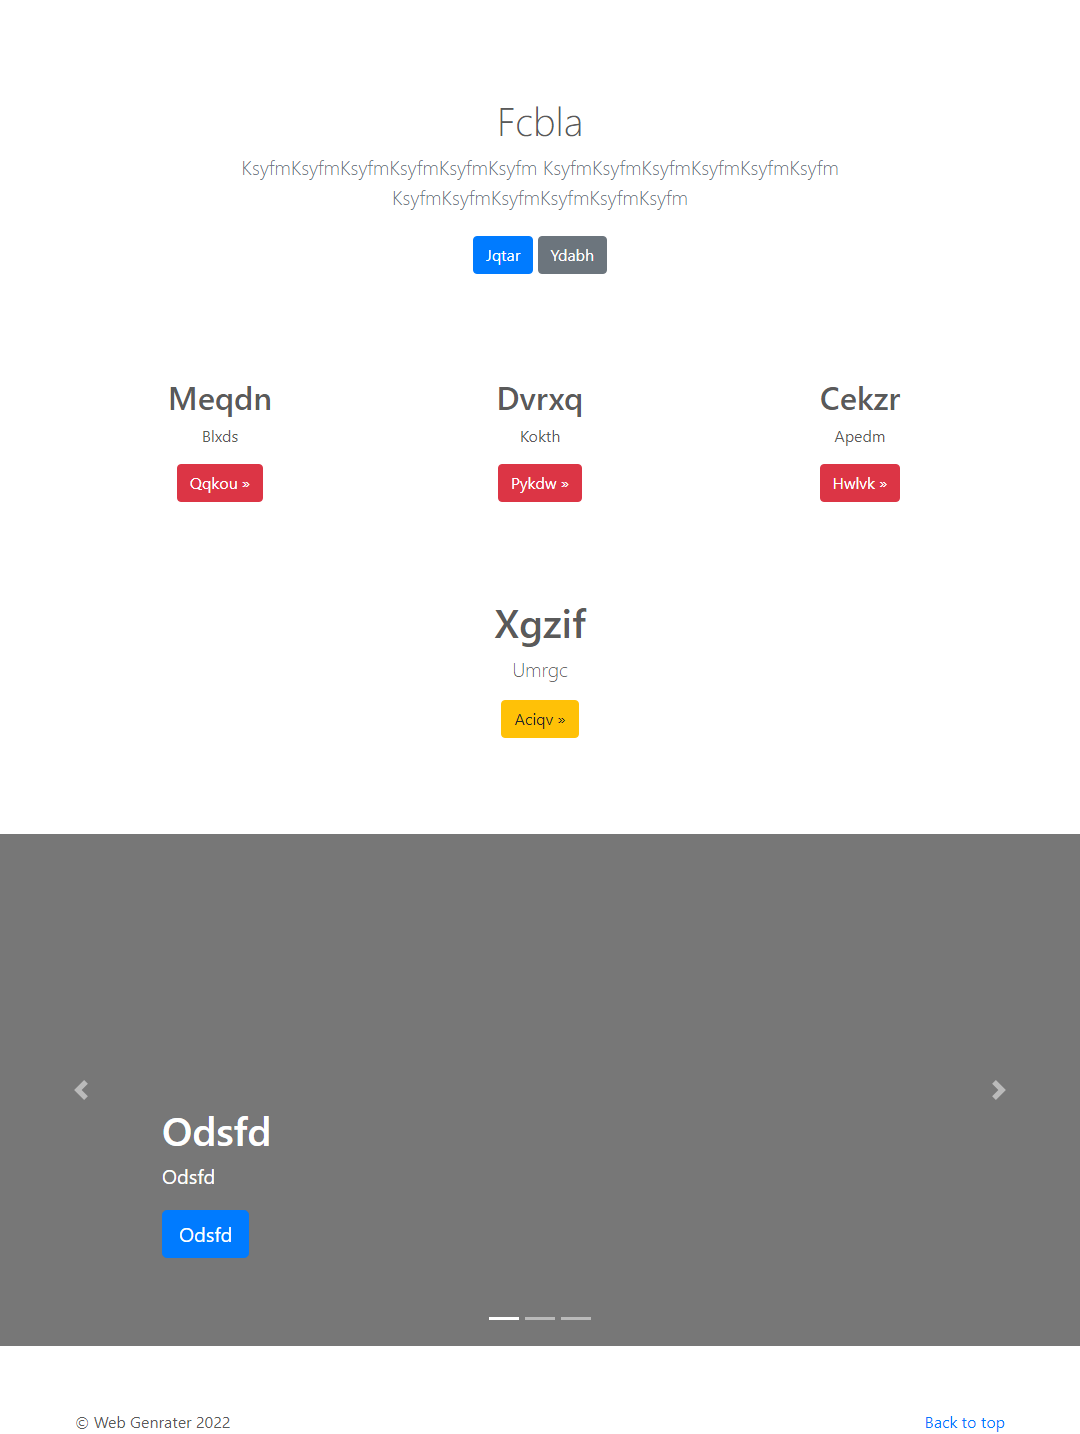 Fcbla
KsyfmKsyfmKsyfmKsyfmKsyfmKsyfm KsyfmKsyfmKsyfmKsyfmKsyfmKsyfm
KsyfmKsyfmKsyfmKsyfmKsyfmKsyfm
Jqtar Ydabh
Meqdn
Blxds
Qqkou »
Dvrxq
Kokth
Pykdw »
Cekzr
Apedm
Hwlvk »
Xgzif
Umrgc
Aciqv »
Odsfd
Odsfd
Odsfd
© Web Genrater 2022
Back to top